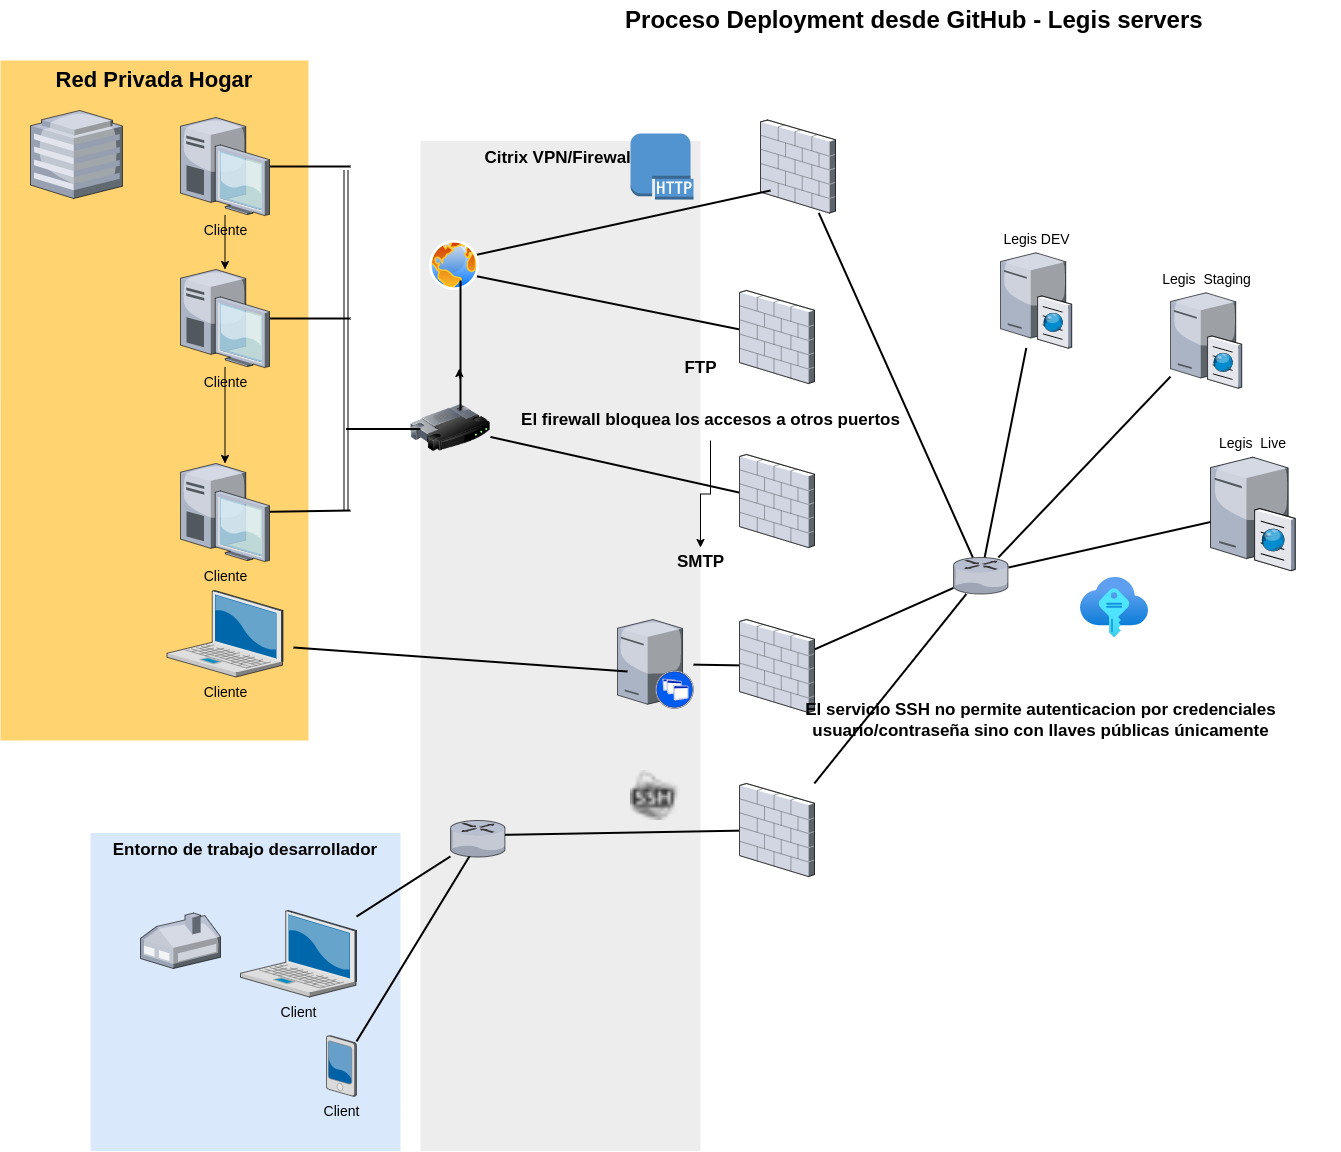 Proceso Deployment desde GitHub - Legis servers
Red Privada Hogar
Citrix VPN/Firewal
HTTP
Cliente
Legis DEV
Legis  Staging
Cliente
FTP
El firewall bloquea los accesos a otros puertos
Legis  Live
SMTP
Cliente
Cliente
El servicio SSH no permite autenticacion por credenciales
usuario/contraseña sino con llaves públicas únicamente
SSH
Entorno de trabajo desarrollador
Client
Client